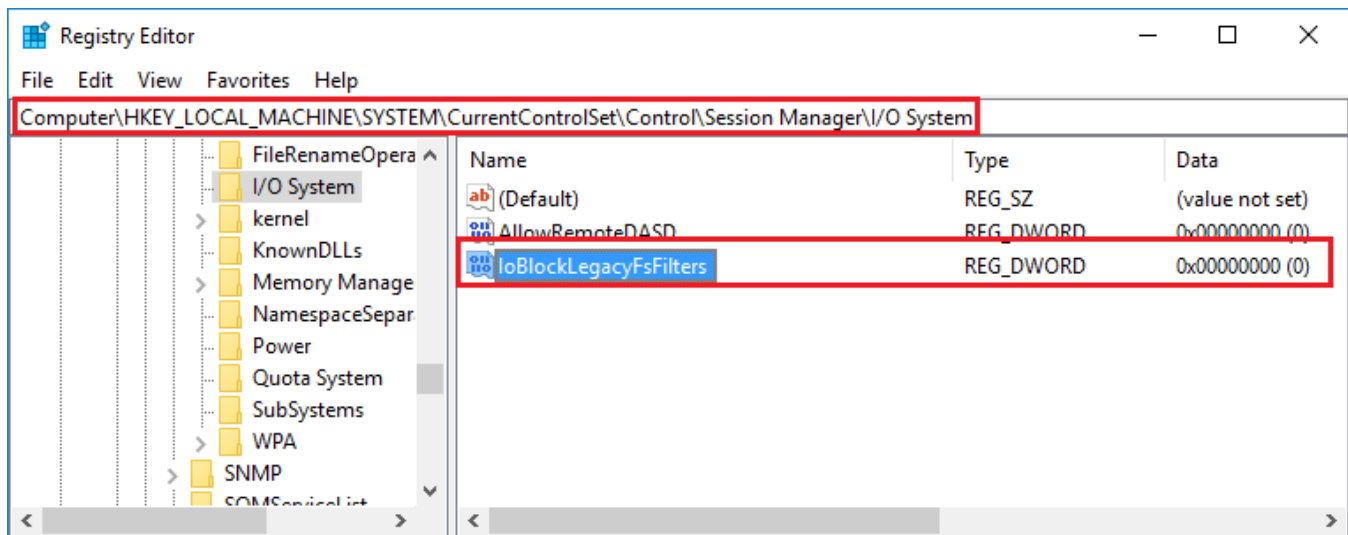 Registry Editor
File Edit View Favorites Help
Computer\HKEY_LOCAL_MACHINE\SYSTEM\CurrentControlSet\Control\Session Manager\I/O System
FileRenameOpera
I/O System
kernel
KnownDLLs
Memory Manage
NamespaceSepar
Power
Quota System
SubSystems
WPA
SNMP
SQMServiceList
Name Type Data
(Default) REG_SZ (value not set)
AllowRemoteDASD REG_DWORD 0x00000000 (0)
IoBlockLegacyFsFilters REG_DWORD 0x00000000 (0)